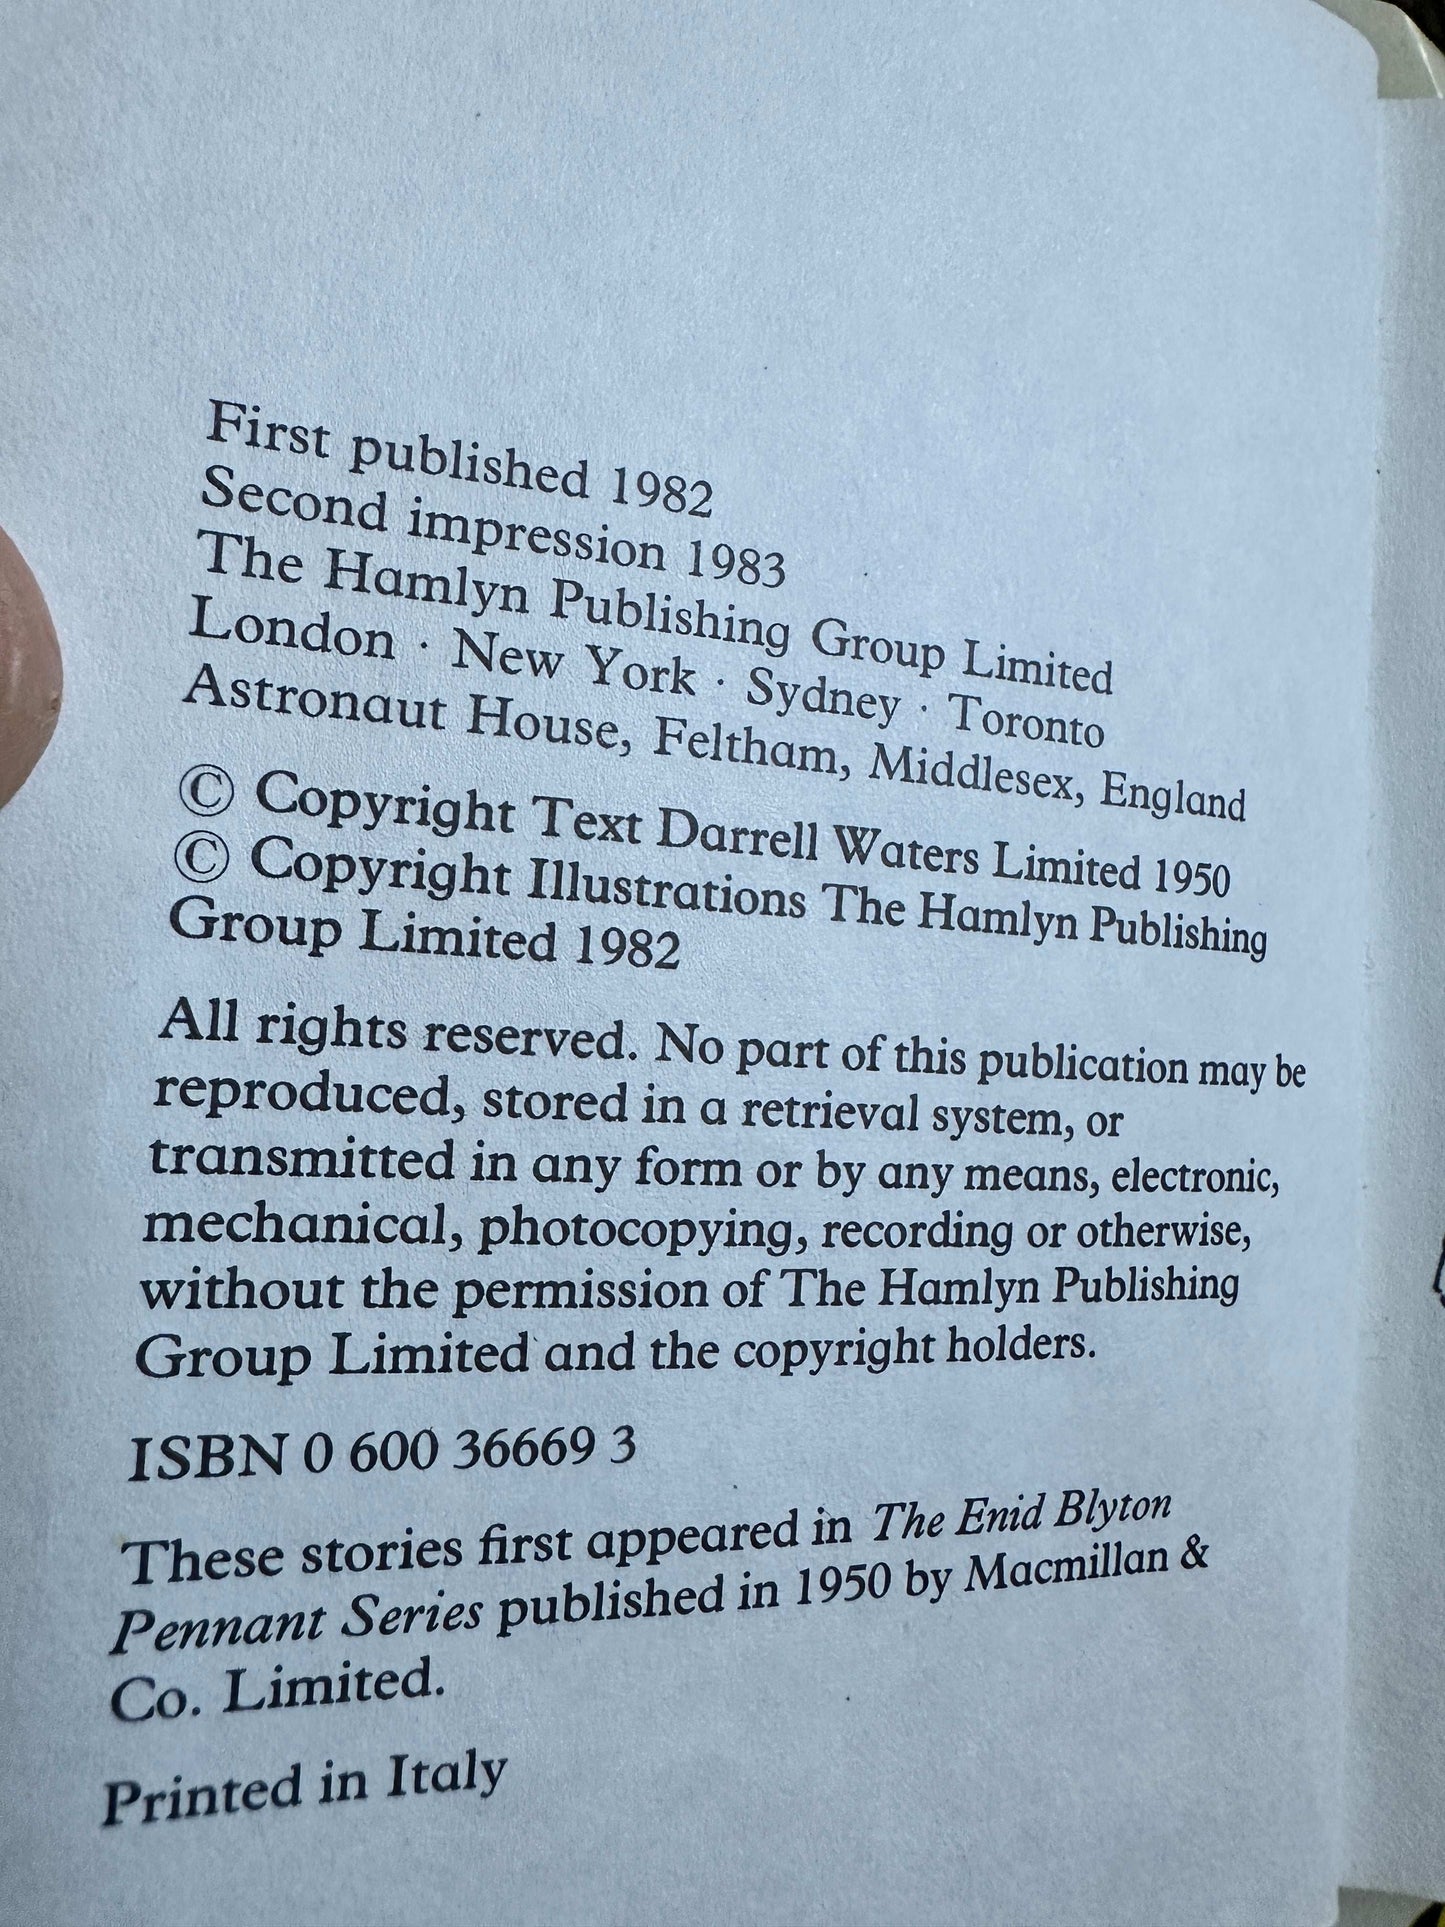 First published 1982
Second impression 1983
The Hamlyn Publishing Group Limited
London · New York · Sydney · Toronto
Astronaut House, Feltham, Middlesex, England
© Copyright Text Darrell Waters Limited 1950
© Copyright Illustrations The Hamlyn Publishing
Group Limited 1982
All rights reserved. No part of this publication may be
reproduced, stored in a retrieval system, or
transmitted in any form or by any means, electronic,
mechanical, photocopying, recording or otherwise,
without the permission of The Hamlyn Publishing
Group Limited and the copyright holders.
ISBN 0 600 36669 3
These stories first appeared in The Enid Blyton
Pennant Series published in 1950 by Macmillan &
Co. Limited.
Printed in Italy